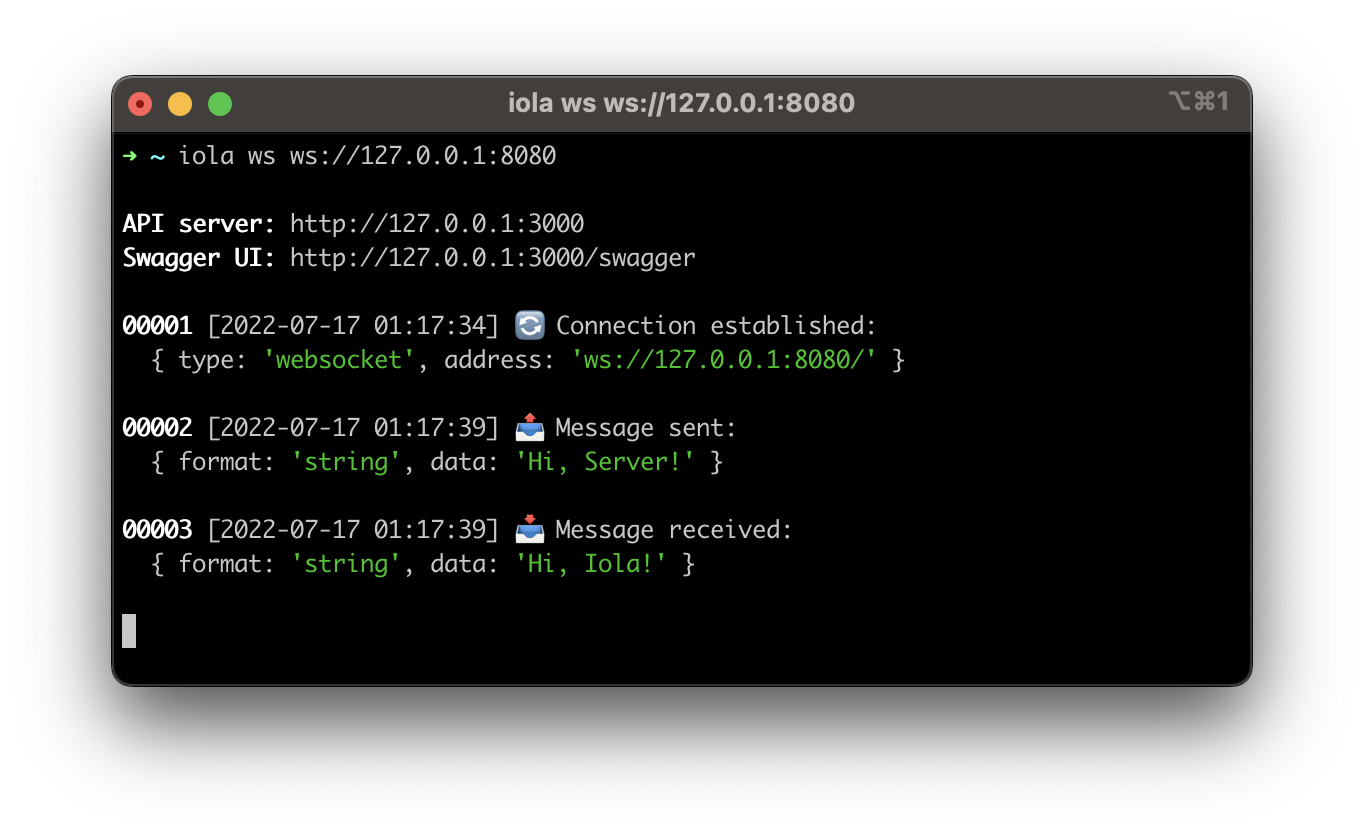 iola ws ws://127.0.0.1:8080
⌥⌘1
➜ ~ iola ws ws://127.0.0.1:8080
API server: http://127.0.0.1:3000
Swagger UI: http://127.0.0.1:3000/swagger
00001 [2022-07-17 01:17:34] 🔄 Connection established:
{ type: 'websocket', address: 'ws://127.0.0.1:8080/' }
00002 [2022-07-17 01:17:39] 📤 Message sent:
{ format: 'string', data: 'Hi, Server!' }
00003 [2022-07-17 01:17:39] 📥 Message received:
{ format: 'string', data: 'Hi, Iola!' }